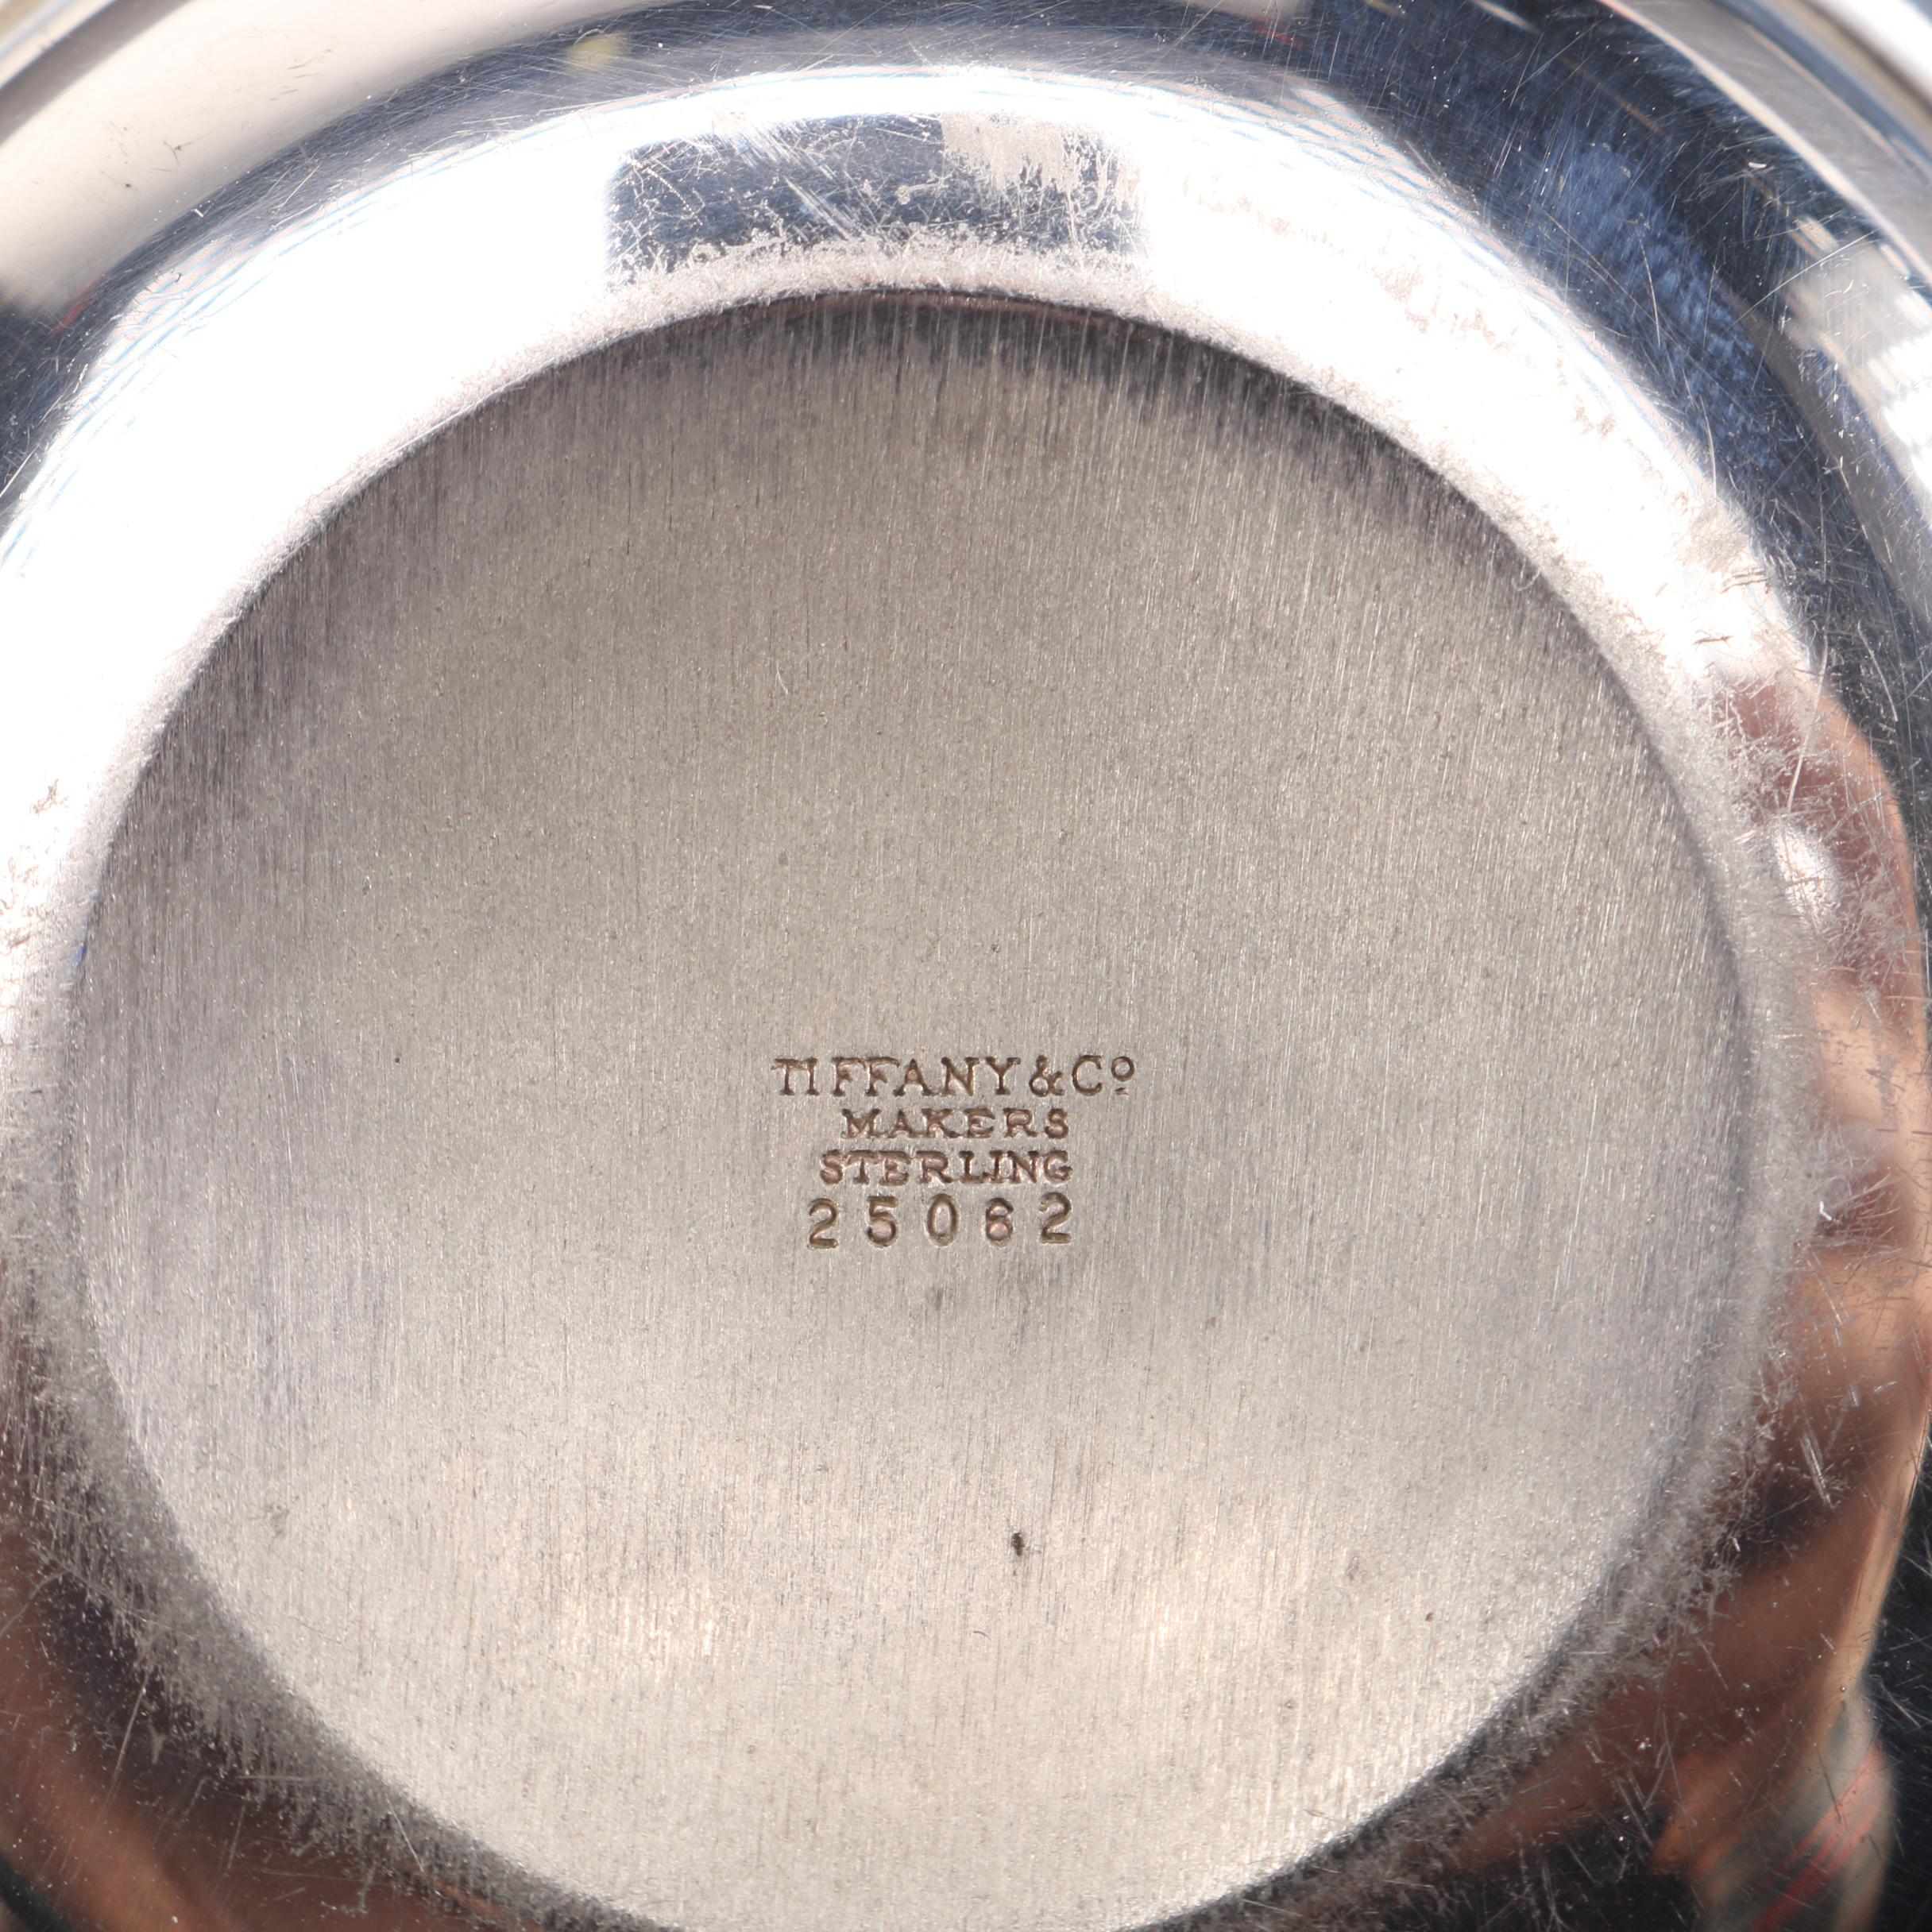 TIFFANY & Cº
MAKERS
STERLING
25062